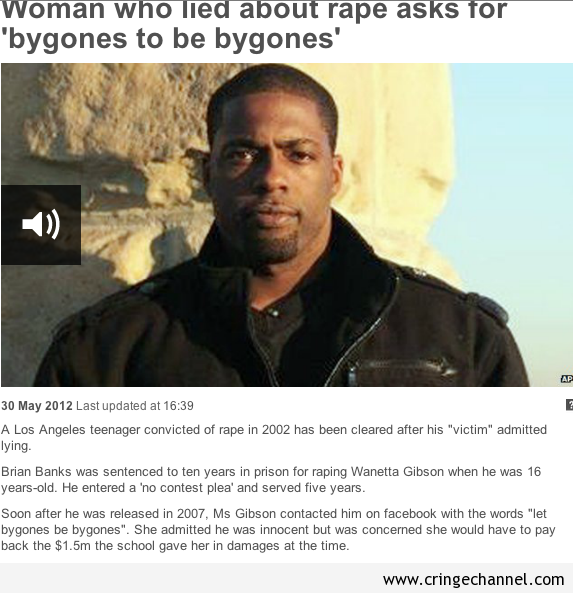 Woman who lied about rape asks for
'bygones to be bygones'
AP
30 May 2012 Last updated at 16:39
?
A Los Angeles teenager convicted of rape in 2002 has been cleared after his "victim" admitted
lying.
Brian Banks was sentenced to ten years in prison for raping Wanetta Gibson when he was 16
years-old. He entered a 'no contest plea' and served five years.
Soon after he was released in 2007, Ms Gibson contacted him on facebook with the words "let
bygones be bygones". She admitted he was innocent but was concerned she would have to pay
back the $1.5m the school gave her in damages at the time.
www.cringechannel.com